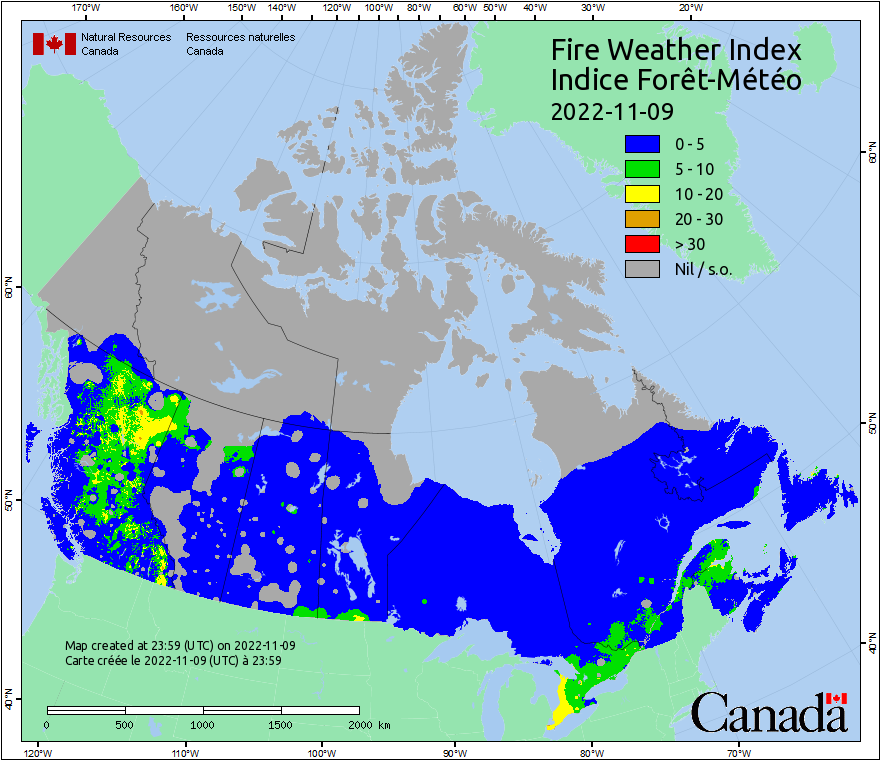 170°W 160°W 150°W 140°W 130°W 120°W 110°W 100°W 90°W 80°W 60°W 50°W 40°W 30°W 20°W
Natural Resources Canada
Ressources naturelles Canada
Fire Weather Index
Indice Forêt-Météo
2022-11-09
0 - 5
5 - 10
10 - 20
20 - 30
> 30
Nil / s.o.
60°N
50°N
40°N
60°N
50°N
40°N
Map created at 23:59 (UTC) on 2022-11-09
Carte créée le 2022-11-09 (UTC) à 23:59
0 500 1000 1500 2000 km
Canada
120°W 110°W 100°W 90°W 80°W 70°W